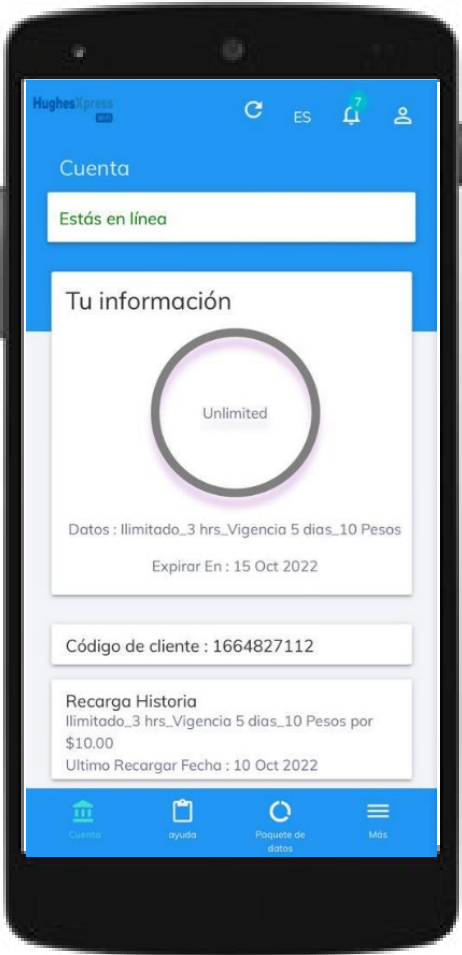 HughesXpress
WiFi
ES
7
Cuenta
Estás en línea
Tu información
Unlimited
Datos : Ilimitado_3 hrs_Vigencia 5 dias_10 Pesos
Expirar En : 15 Oct 2022
Código de cliente : 1664827112
Recarga Historia
Ilimitado_3 hrs_Vigencia 5 dias_10 Pesos por
$10.00
Ultimo Recargar Fecha : 10 Oct 2022
Cuenta
ayuda
Paquete de
datos
Más